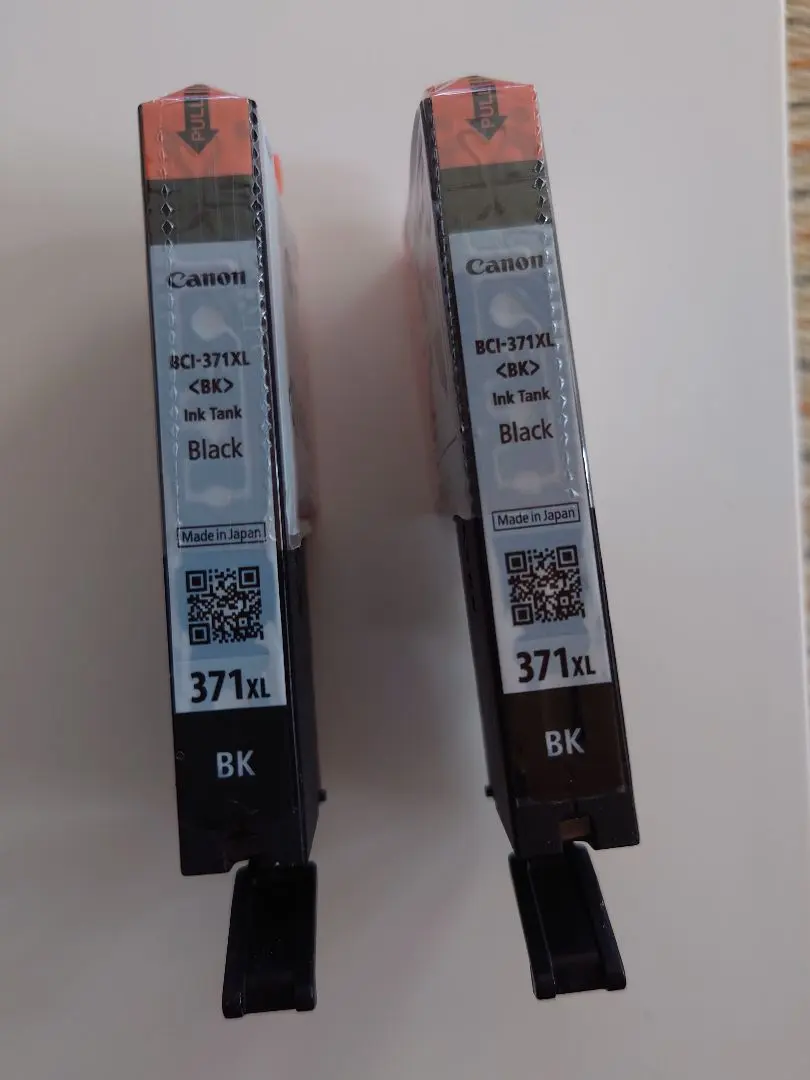 PULL
Canon
BCI-371XL
<BK>
Ink Tank
Black
Made in Japan
371XL
BK
PULL
Canon
BCI-371XL
<BK>
Ink Tank
Black
Made in Japan
371XL
BK